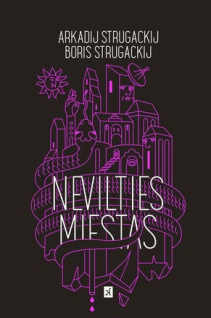 ARKADIJ STRUGACKIJ
BORIS STRUGACKIJ
NEVILTIES
MIESTAS